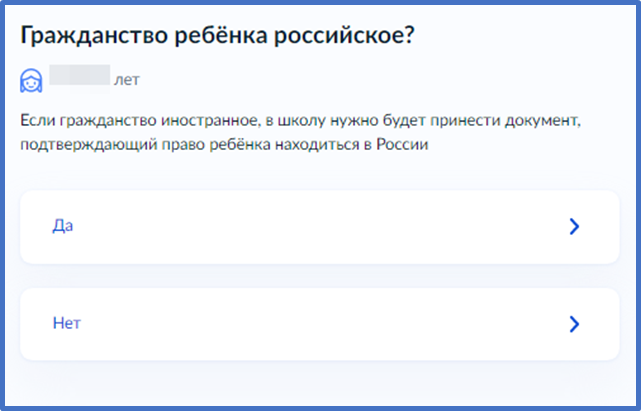 Гражданство ребёнка российское?
лет
Если гражданство иностранное, в школу нужно будет принести документ,
подтверждающий право ребёнка находиться в России
Да
Нет